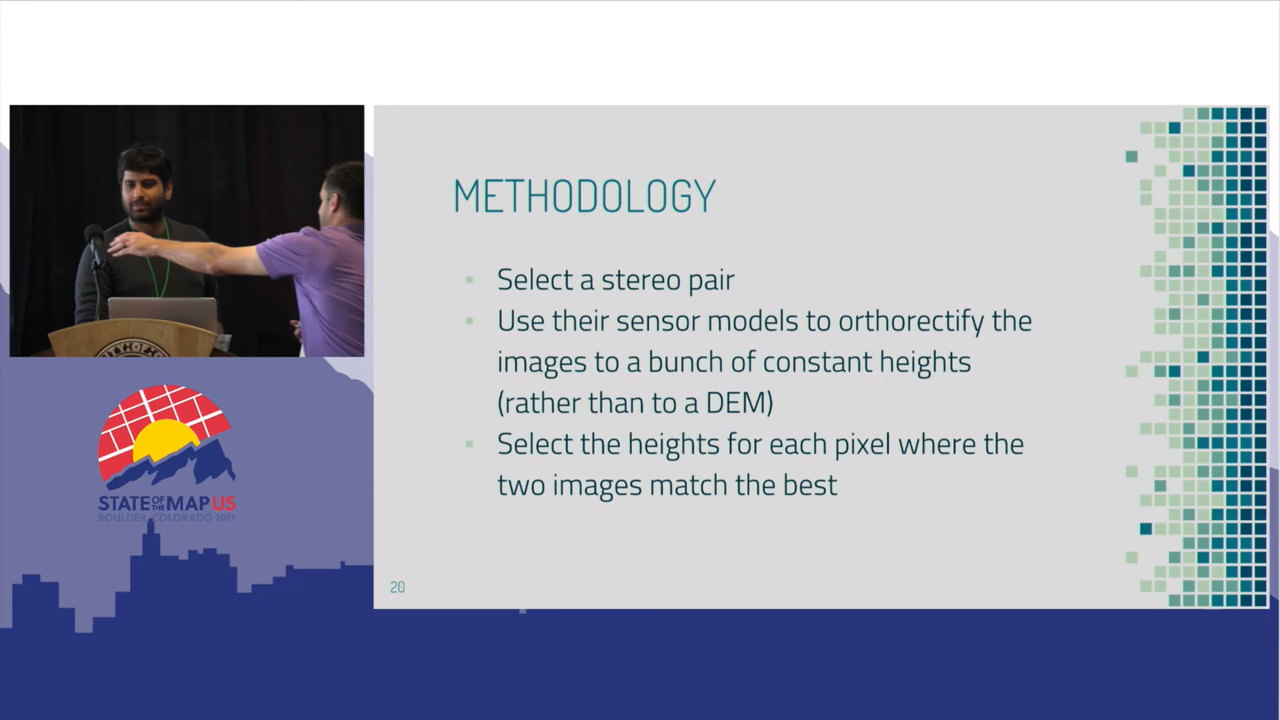 METHODOLOGY
Select a stereo pair
Use their sensor models to orthorectify the
images to a bunch of constant heights
(rather than to a DEM)
Select the heights for each pixel where the
two images match the best
20
STATE OF THE MAP US
BOULDER, COLORADO 2017